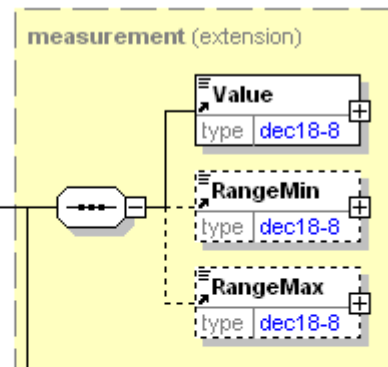 measurement (extension)
Value
type dec18-8
RangeMin
type dec18-8
RangeMax
type dec18-8